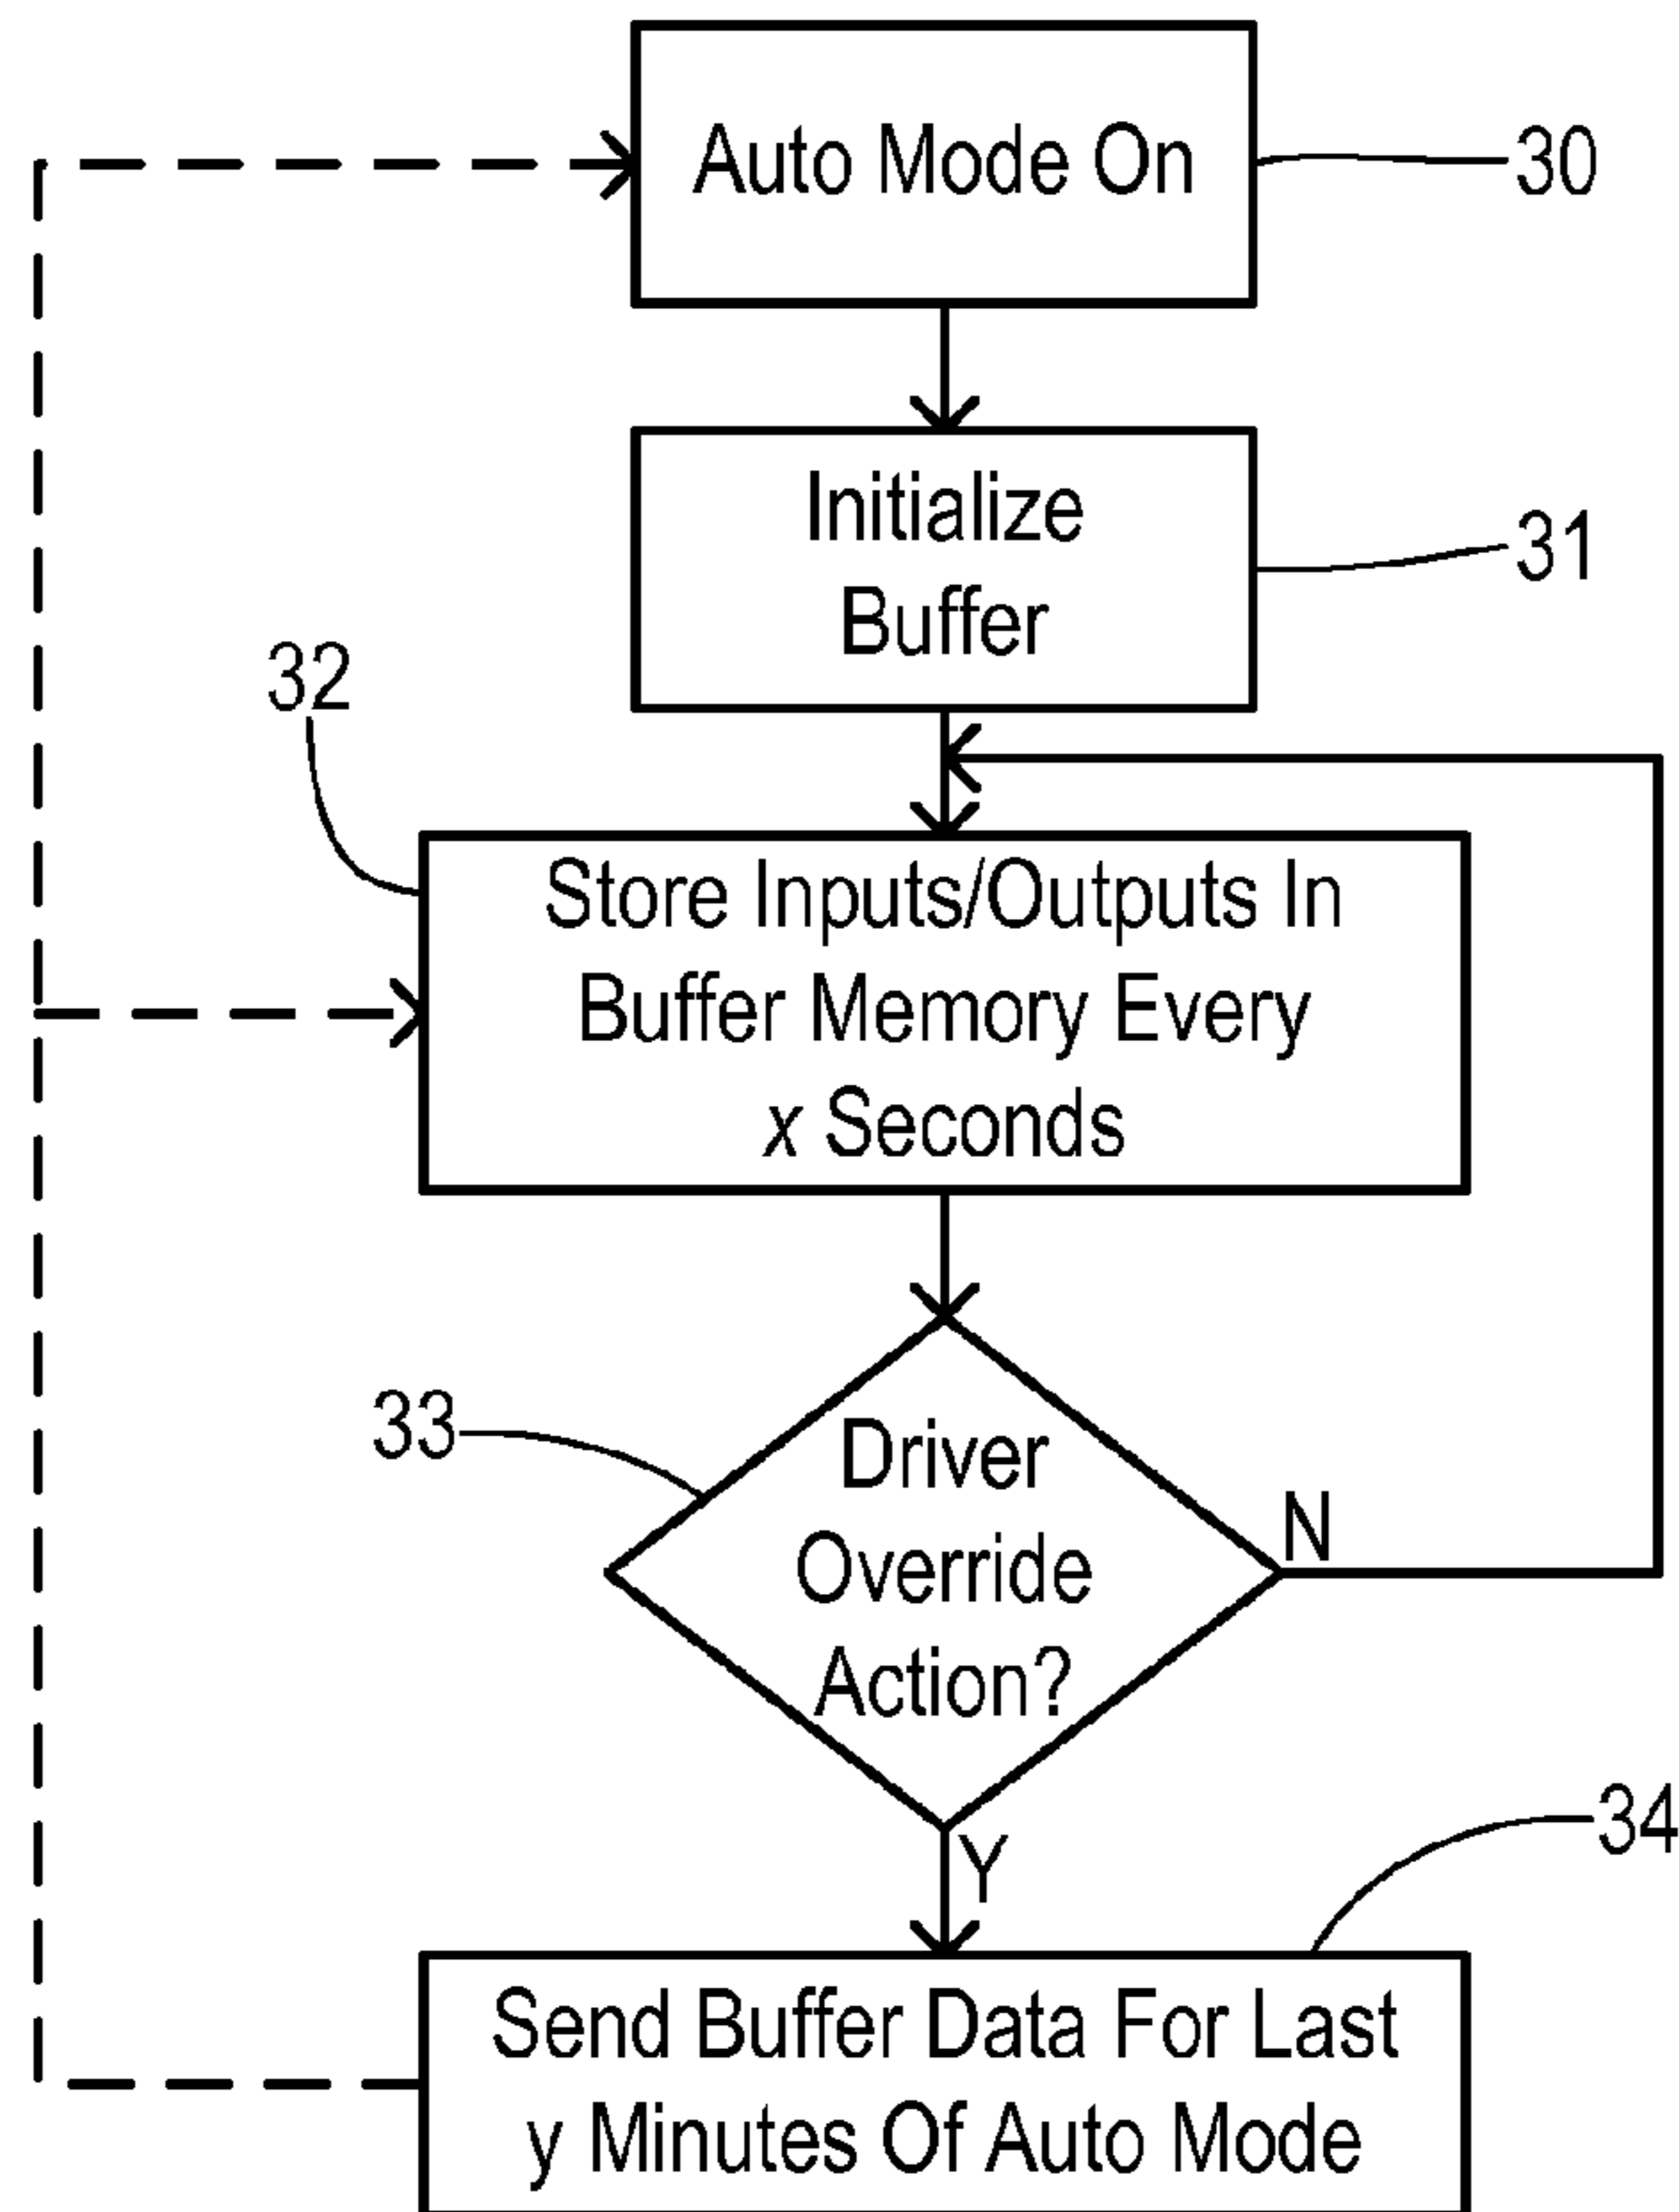 Auto Mode On
30
Initialize
Buffer
31
32
Store Inputs/Outputs In
Buffer Memory Every
x Seconds
33
Driver
Override
Action?
N
Y
34
Send Buffer Data For Last
y Minutes Of Auto Mode